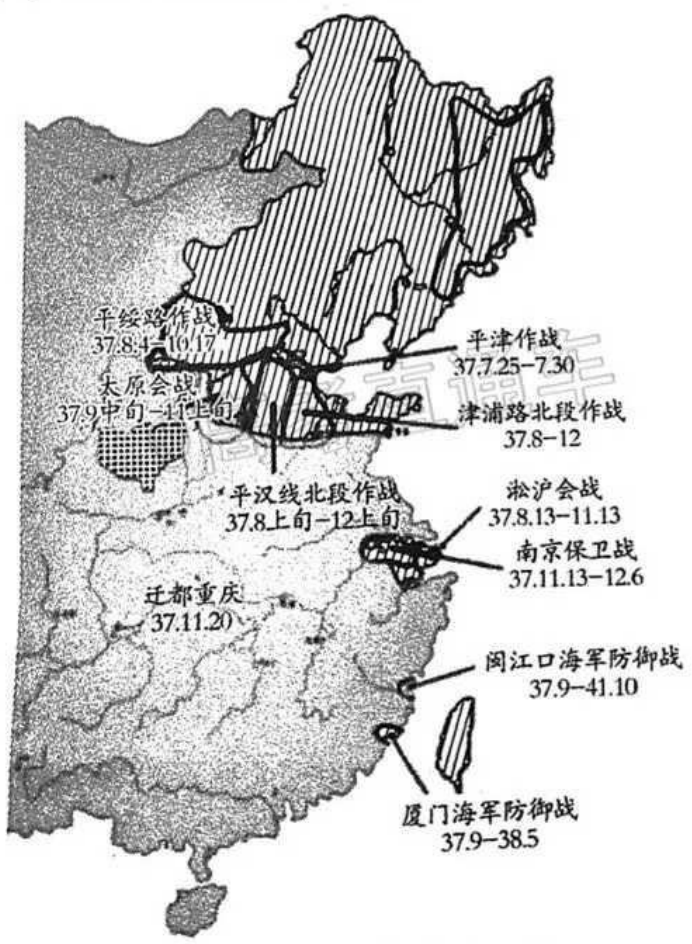 平绥路作战
37.8.4-10.17
太原会战
37.9中旬-11上旬
平津作战
37.7.25-7.30
津浦路北段作战
37.8-12
平汉线北段作战
37.8上旬-12上旬
淞沪会战
37.8.13-11.13
南京保卫战
37.11.13-12.6
迁都重庆
37.11.20
闽江口海军防御战
37.9-41.10
厦门海军防御战
37.9-38.5
直通车